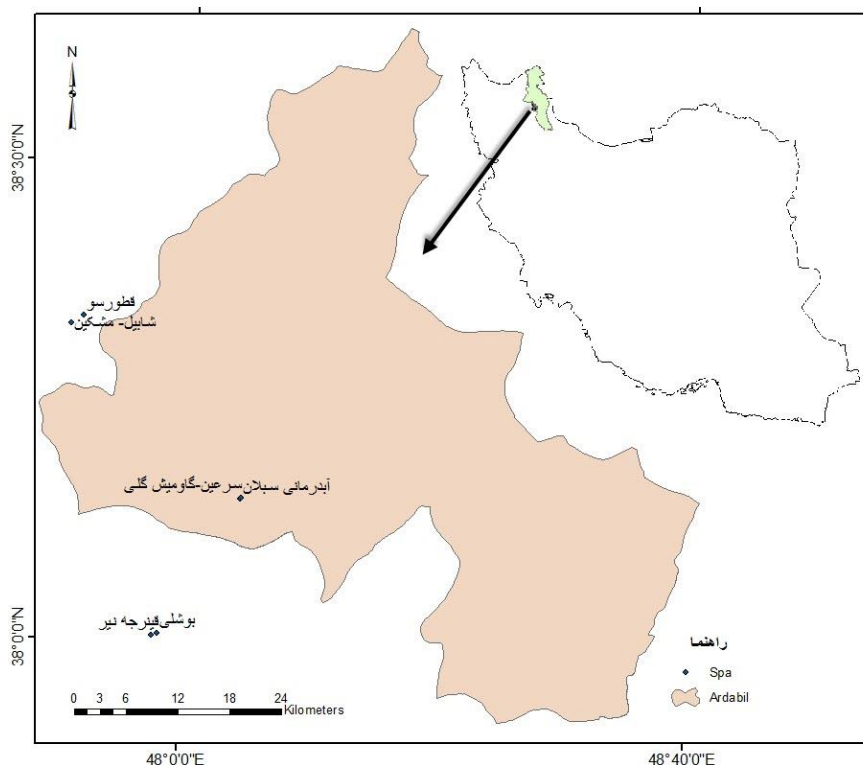 N
38°30'0"N
قطورسو
شابیل- مشکین
آبدرمانی سبلان سرعین-گاومیش گلی
بوشلی قینرجه نیر
38°0'0"N
راهنما
Spa
Ardabil
0 3 6 12 18 24
Kilometers
48°0'0"E
48°40'0"E